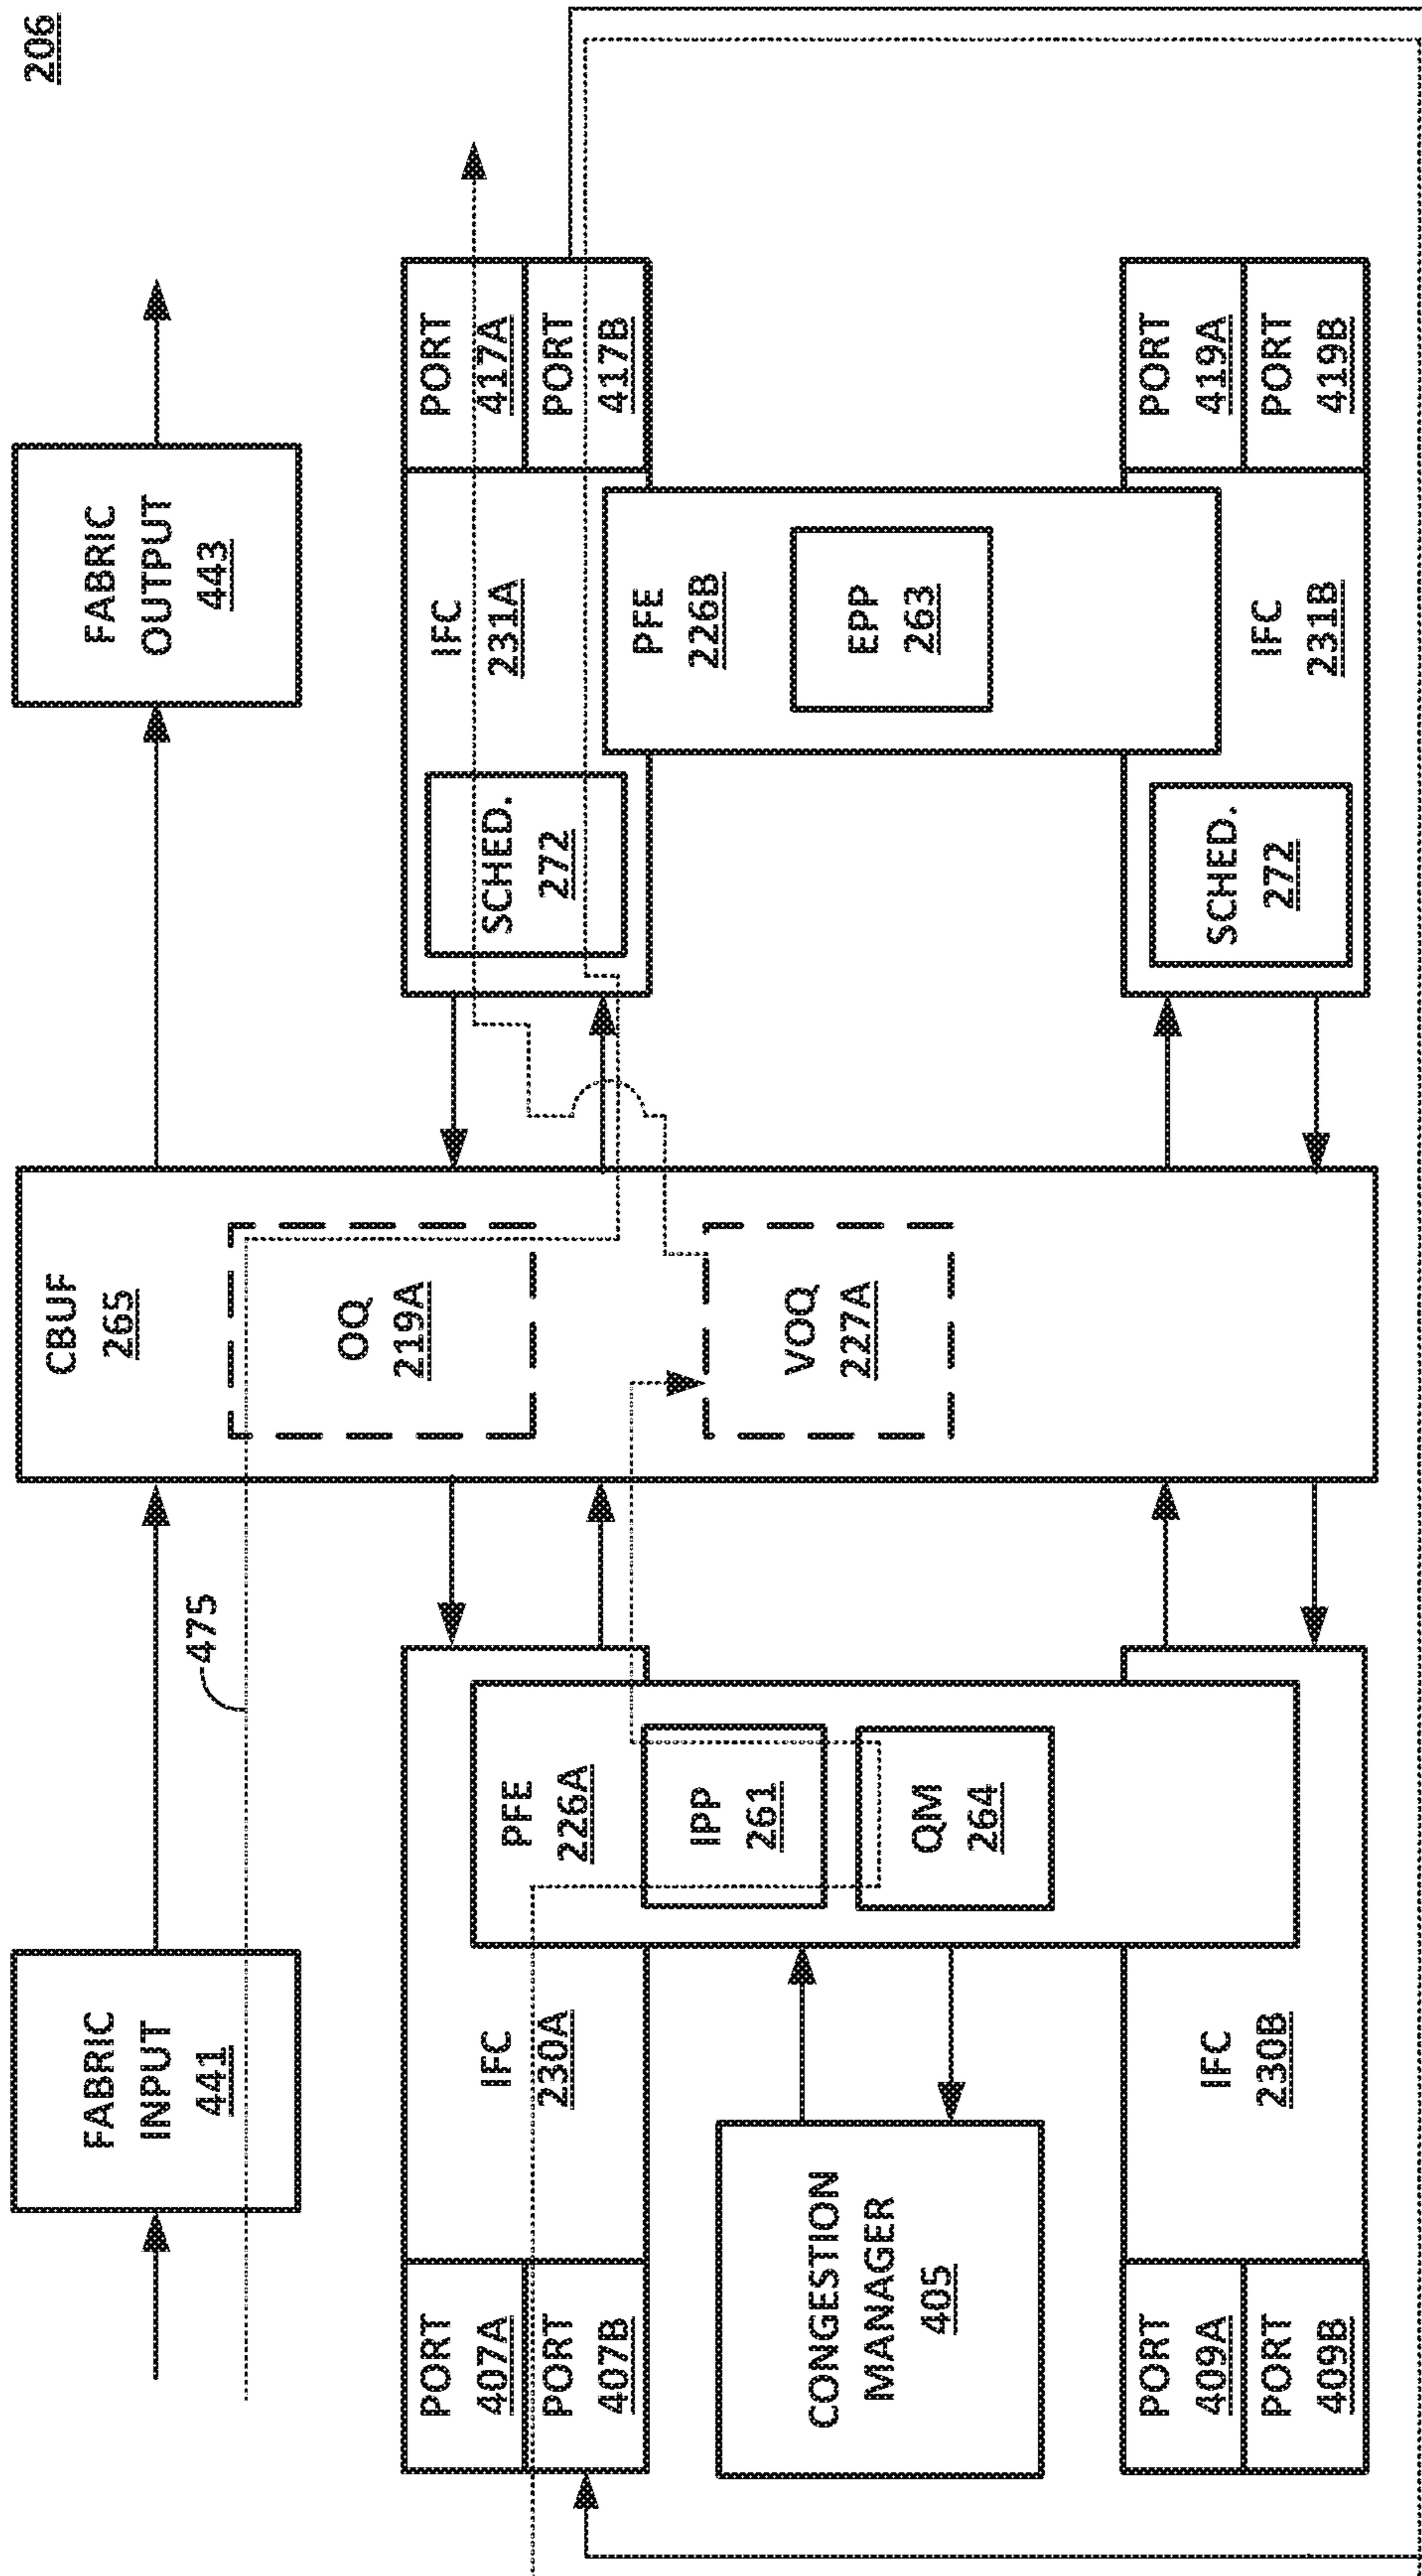 206
FABRIC
INPUT
441
475
CBUF
265
FABRIC
OUTPUT
443
OQ
219A
VOQ
227A
PORT
407A
PORT
407B
IFC
230A
PFE
226A
IPP
261
QM
264
CONGESTION
MANAGER
405
PORT
409A
PORT
409B
IFC
230B
SCHED.
272
IFC
231A
PORT
417A
PORT
417B
PFE
226B
EPP
263
SCHED.
272
IFC
231B
PORT
419A
PORT
419B